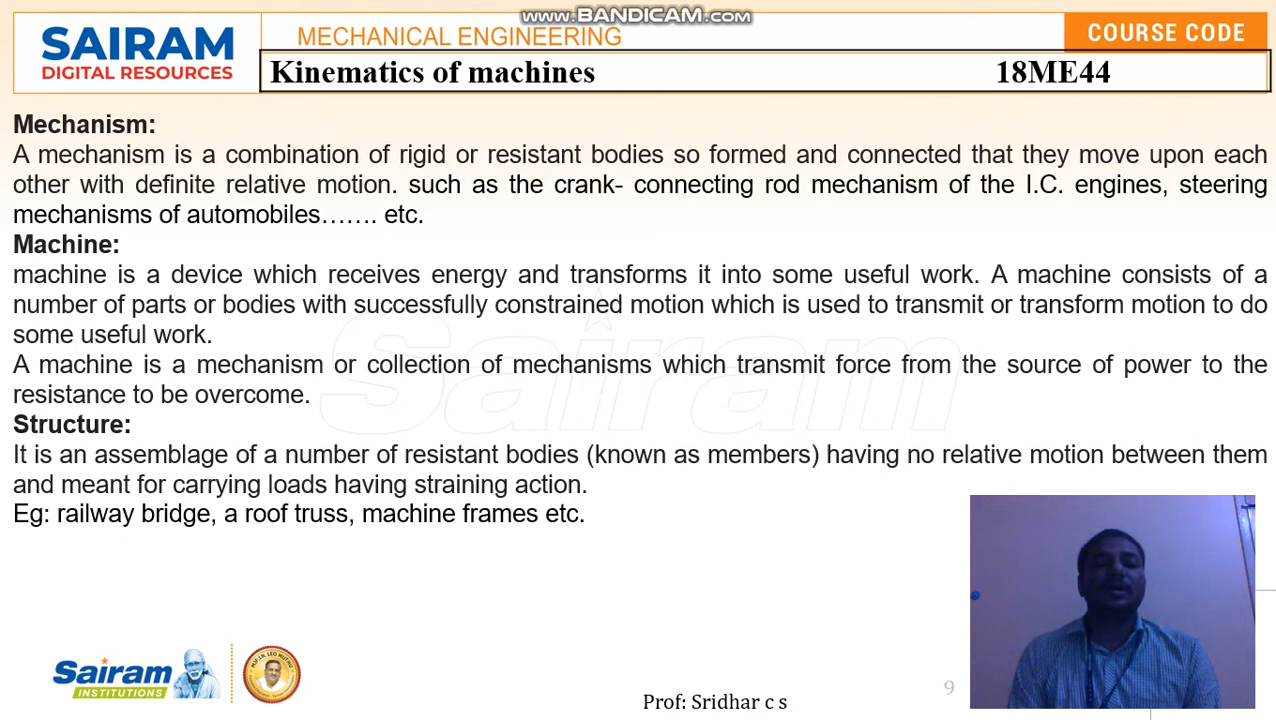 www.BANDICAM.com
SAIRAM
DIGITAL RESOURCES
MECHANICAL ENGINEERING
COURSE CODE
Kinematics of machines 18ME44
Mechanism:
A mechanism is a combination of rigid or resistant bodies so formed and connected that they move upon each
other with definite relative motion. such as the crank- connecting rod mechanism of the I.C. engines, steering
mechanisms of automobiles……. etc.
Machine:
machine is a device which receives energy and transforms it into some useful work. A machine consists of a
number of parts or bodies with successfully constrained motion which is used to transmit or transform motion to do
some useful work.
A machine is a mechanism or collection of mechanisms which transmit force from the source of power to the
resistance to be overcome.
Structure:
It is an assemblage of a number of resistant bodies (known as members) having no relative motion between them
and meant for carrying loads having straining action.
Eg: railway bridge, a roof truss, machine frames etc.
Sairam
Sairam
INSTITUTIONS
MJF. LN. LEO MUTHU
Prof: Sridhar c s
9